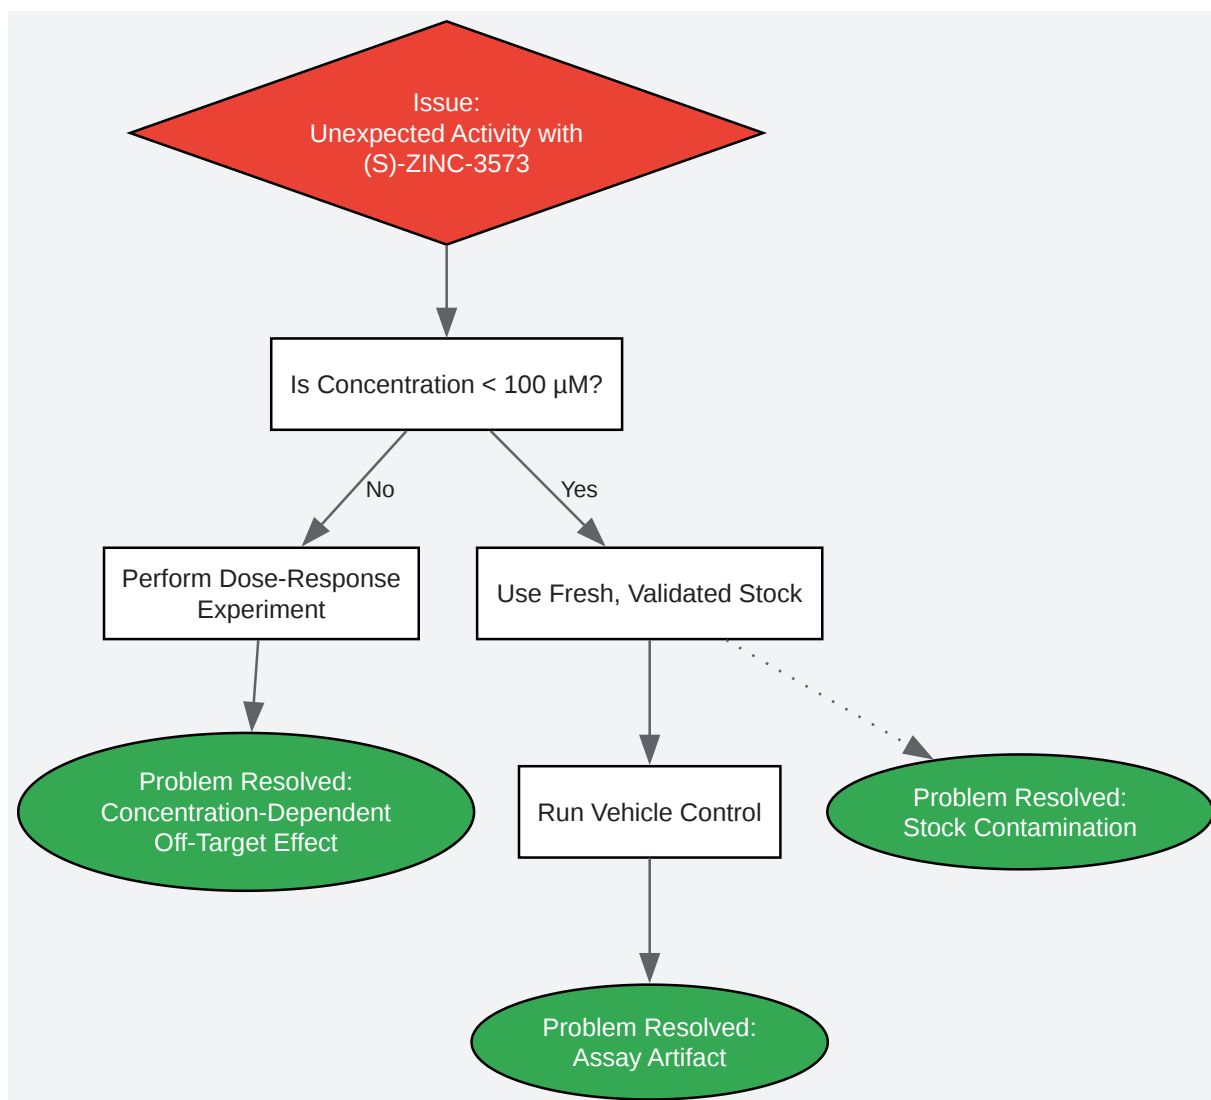 Issue:
Unexpected Activity with
(S)-ZINC-3573
Is Concentration < 100 µM?
No
Yes
Perform Dose-Response
Experiment
Use Fresh, Validated Stock
Problem Resolved:
Concentration-Dependent
Off-Target Effect
Run Vehicle Control
Problem Resolved:
Stock Contamination
Problem Resolved:
Assay Artifact